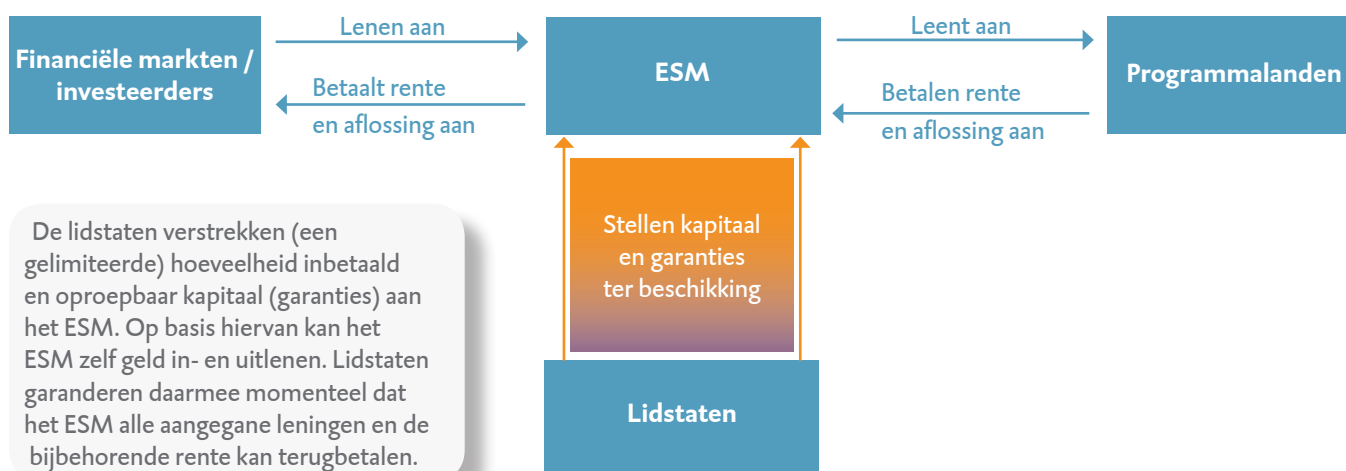 Financiële markten /
investeerders
Lenen aan
Betaalt rente
en aflossing aan
ESM
Leent aan
Betalen rente
en aflossing aan
Programmalanden
Stellen kapitaal
en garanties
ter beschikking
Lidstaten
De lidstaten verstrekken (een
gelimiteerde) hoeveelheid inbetaald
en oproepbaar kapitaal (garanties) aan
het ESM. Op basis hiervan kan het
ESM zelf geld in- en uitlenen. Lidstaten
garanderen daarmee momenteel dat
het ESM alle aangegane leningen en de
bijbehorende rente kan terugbetalen.